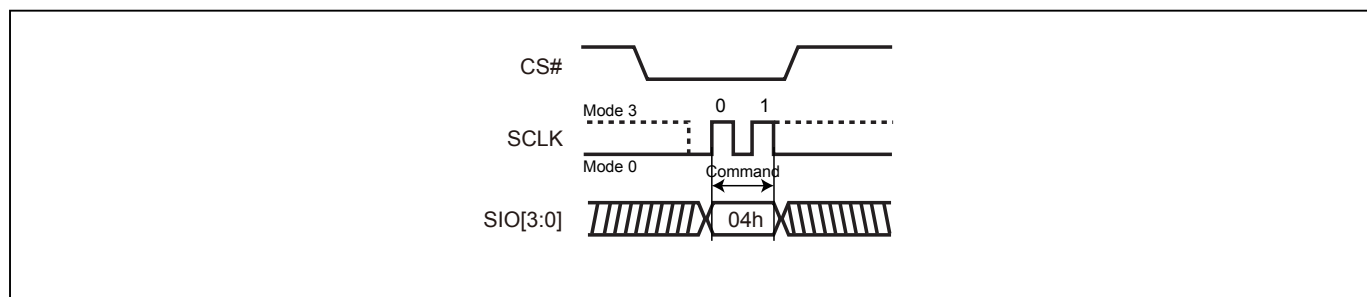 CS#
Mode 3
0 1
SCLK
Mode 0
Command
SIO[3:0]
04h